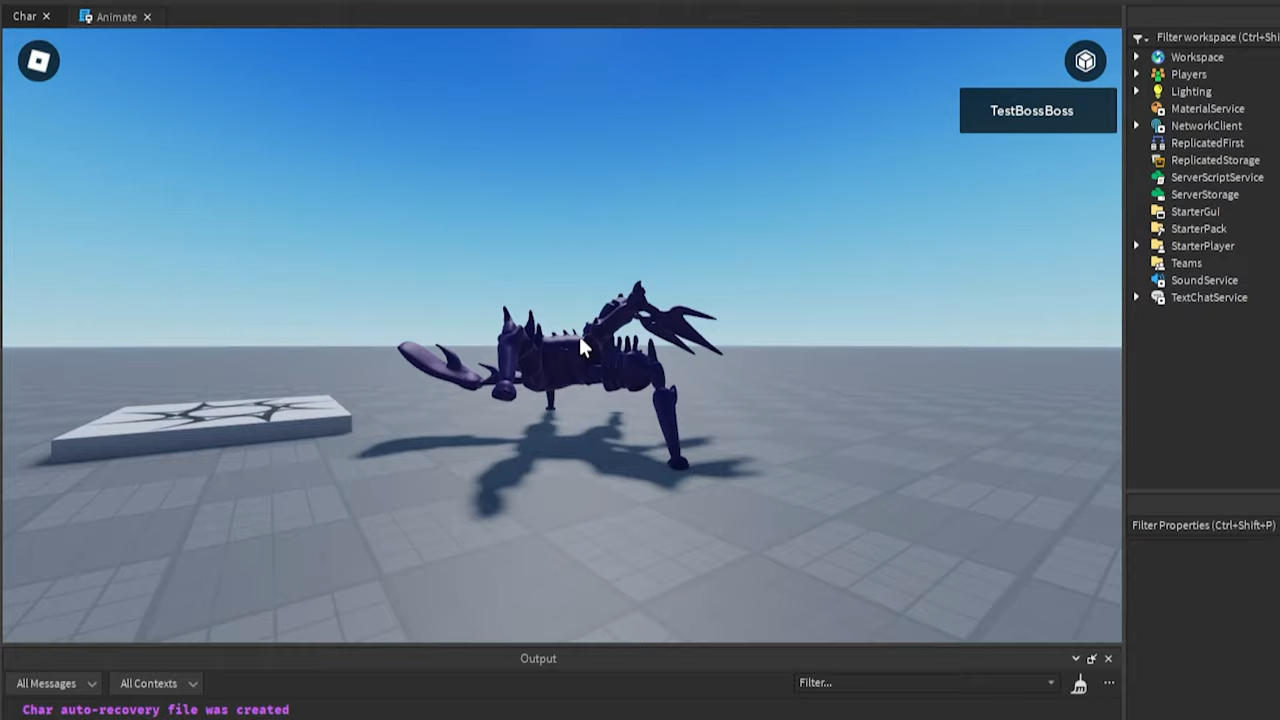 Char
Animate
Filter workspace (Ctrl+Shi
TestBossBoss
Workspace
Players
Lighting
MaterialService
NetworkClient
ReplicatedFirst
ReplicatedStorage
ServerScriptService
ServerStorage
StarterGui
StarterPack
StarterPlayer
Teams
SoundService
TextChatService
Filter Properties (Ctrl+Shift+P)
Output
All Messages
All Contexts
Filter...
Char auto-recovery file was created